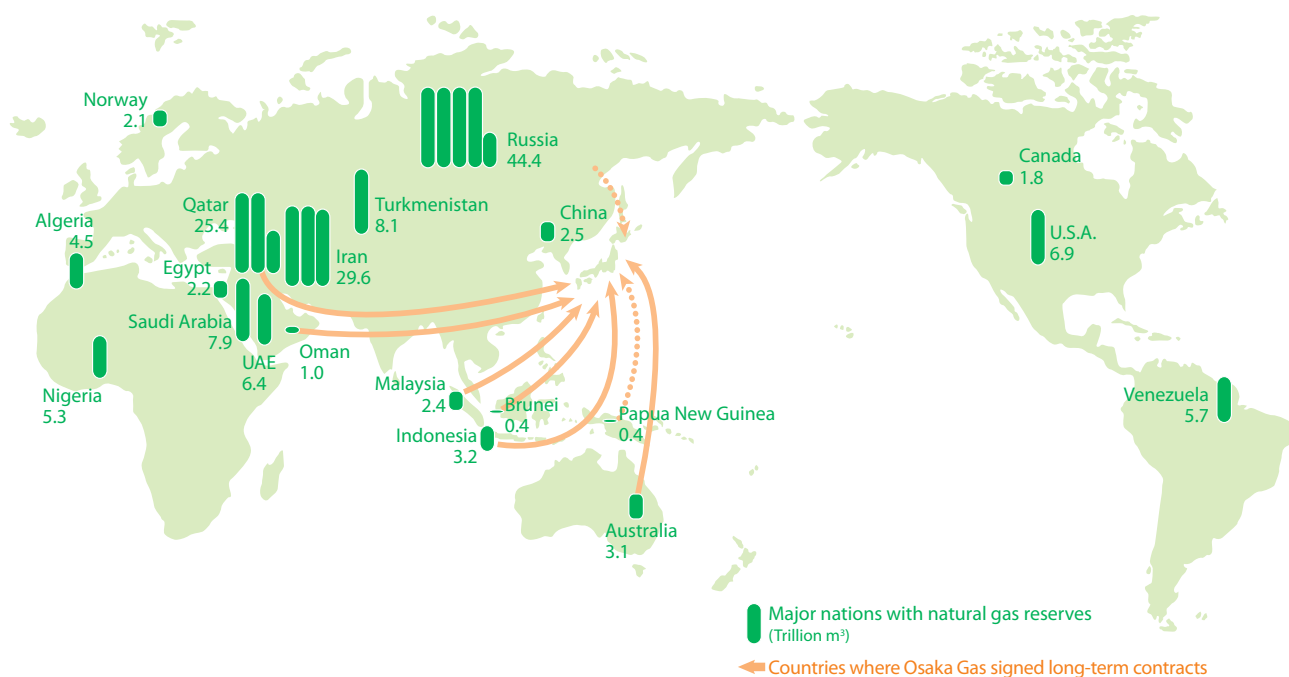 Norway
2.1
Russia
44.4
Canada
1.8
Qatar
25.4
Turkmenistan
8.1
China
2.5
Algeria
4.5
U.S.A.
6.9
Iran
29.6
Egypt
2.2
Saudi Arabia
7.9
UAE
6.4
Oman
1.0
Nigeria
5.3
Malaysia
2.4
Brunei
0.4
Papua New Guinea
0.4
Venezuela
5.7
Indonesia
3.2
Australia
3.1
Major nations with natural gas reserves
(Trillion m³)
Countries where Osaka Gas signed long-term contracts